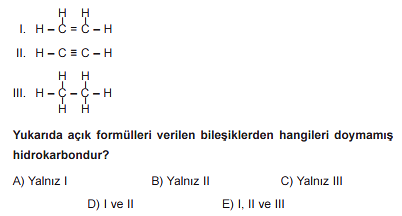 H H
I. H – C = C – H
II. H – C ≡ C – H
H H
III. H – C – C – H
H H
Yukarıda açık formülleri verilen bileşiklerden hangileri doymamış
hidrokarbondur?
A) Yalnız I B) Yalnız II C) Yalnız III
D) I ve II E) I, II ve III